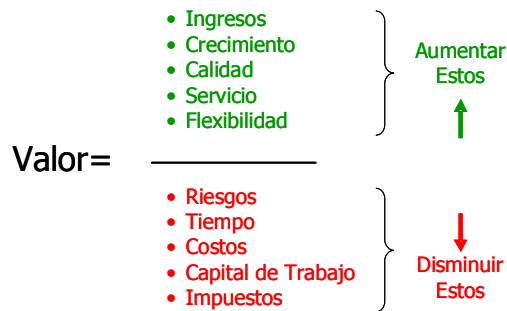 • Ingresos
• Crecimiento
• Calidad
• Servicio
• Flexibilidad
Aumentar
Estos
Valor=
• Riesgos
• Tiempo
• Costos
• Capital de Trabajo
• Impuestos
Disminuir
Estos